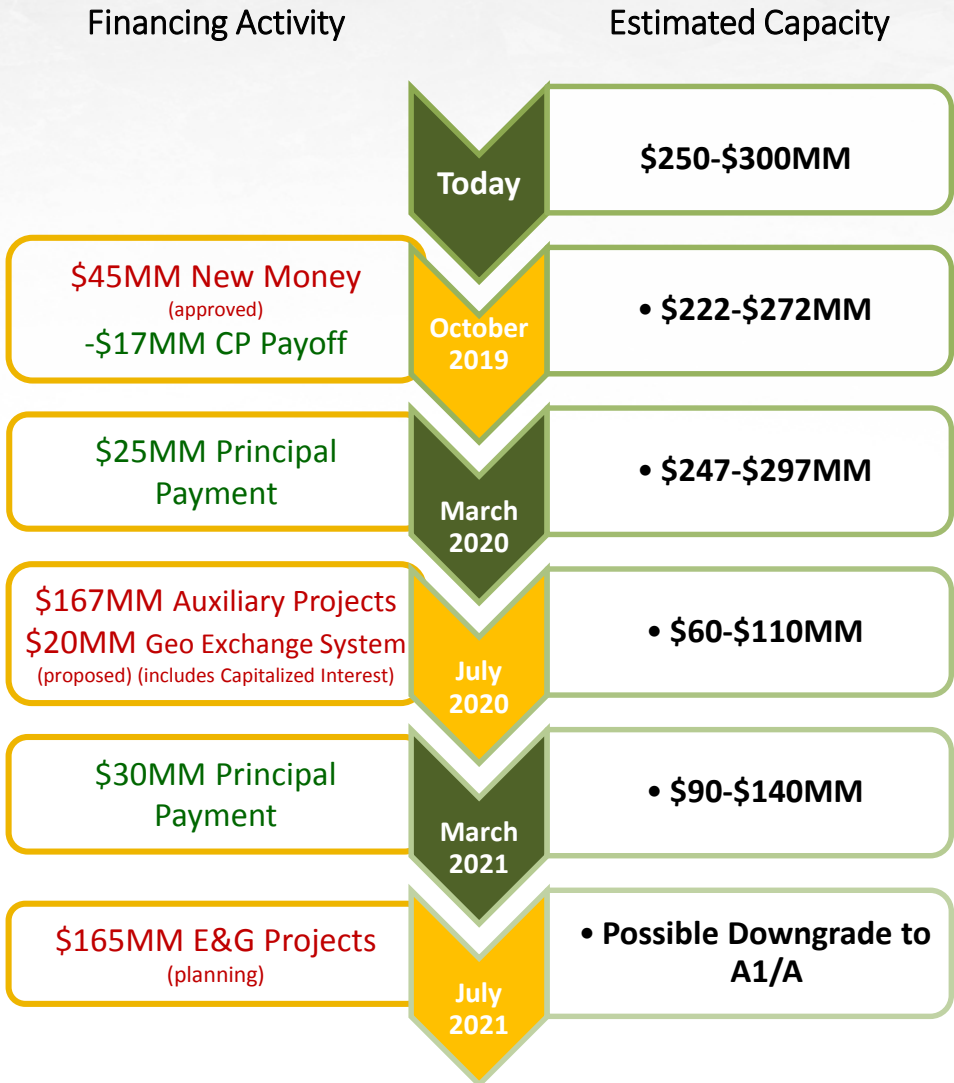 Financing Activity
Estimated Capacity
Today
$250-$300MM
$45MM New Money
(approved)
-$17MM CP Payoff
October
2019
• $222-$272MM
$25MM Principal
Payment
March
2020
• $247-$297MM
$167MM Auxiliary Projects
$20MM Geo Exchange System
(proposed) (includes Capitalized Interest)
July
2020
• $60-$110MM
$30MM Principal
Payment
March
2021
• $90-$140MM
$165MM E&G Projects
(planning)
July
2021
• Possible Downgrade to
A1/A